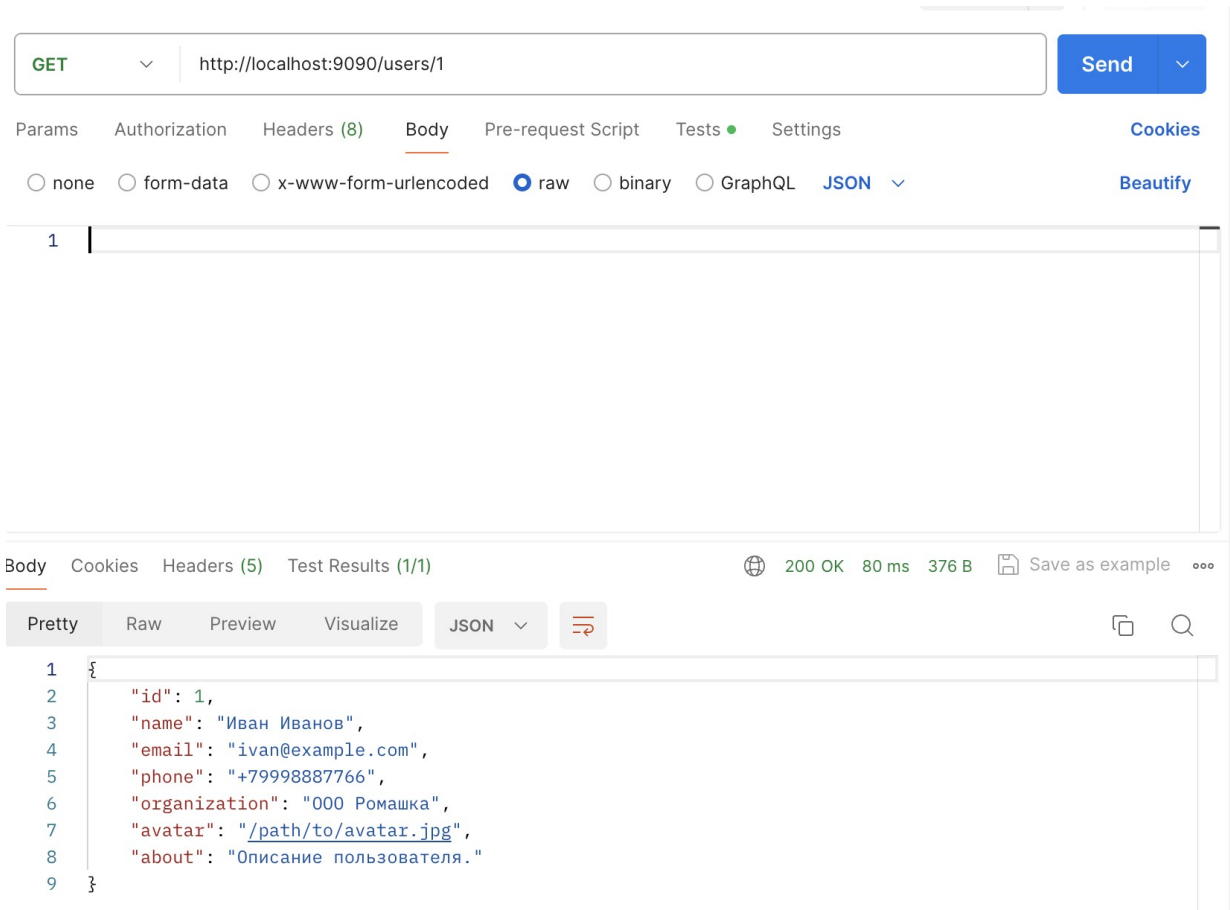 GET http://localhost:9090/users/1 Send
Params Authorization Headers (8) Body Pre-request Script Tests Settings Cookies
none form-data x-www-form-urlencoded raw binary GraphQL JSON Beautify
1
Body Cookies Headers (5) Test Results (1/1) 200 OK 80 ms 376 B Save as example
Pretty Raw Preview Visualize JSON
1 {
2 "id": 1,
3 "name": "Иван Иванов",
4 "email": "ivan@example.com",
5 "phone": "+79998887766",
6 "organization": "ООО Ромашка",
7 "avatar": "/path/to/avatar.jpg",
8 "about": "Описание пользователя."
9 }